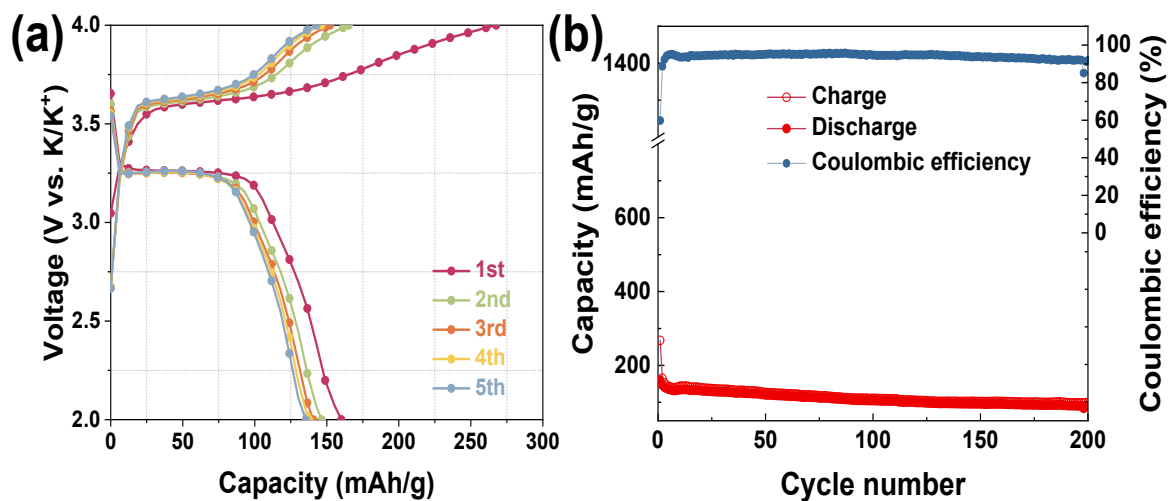 (a)
Voltage (V vs. K/K⁺)
4.0
3.5
3.0
2.5
2.0
1st
2nd
3rd
4th
5th
0 50 75 100 150 200 250 300
Capacity (mAh/g)
(b)
Capacity (mAh/g)
1400
600
400
200
100
Charge
Discharge
Coulombic efficiency
100
80
60
40
20
0
Coulombic efficiency (%)
0 50 100 150 200
Cycle number